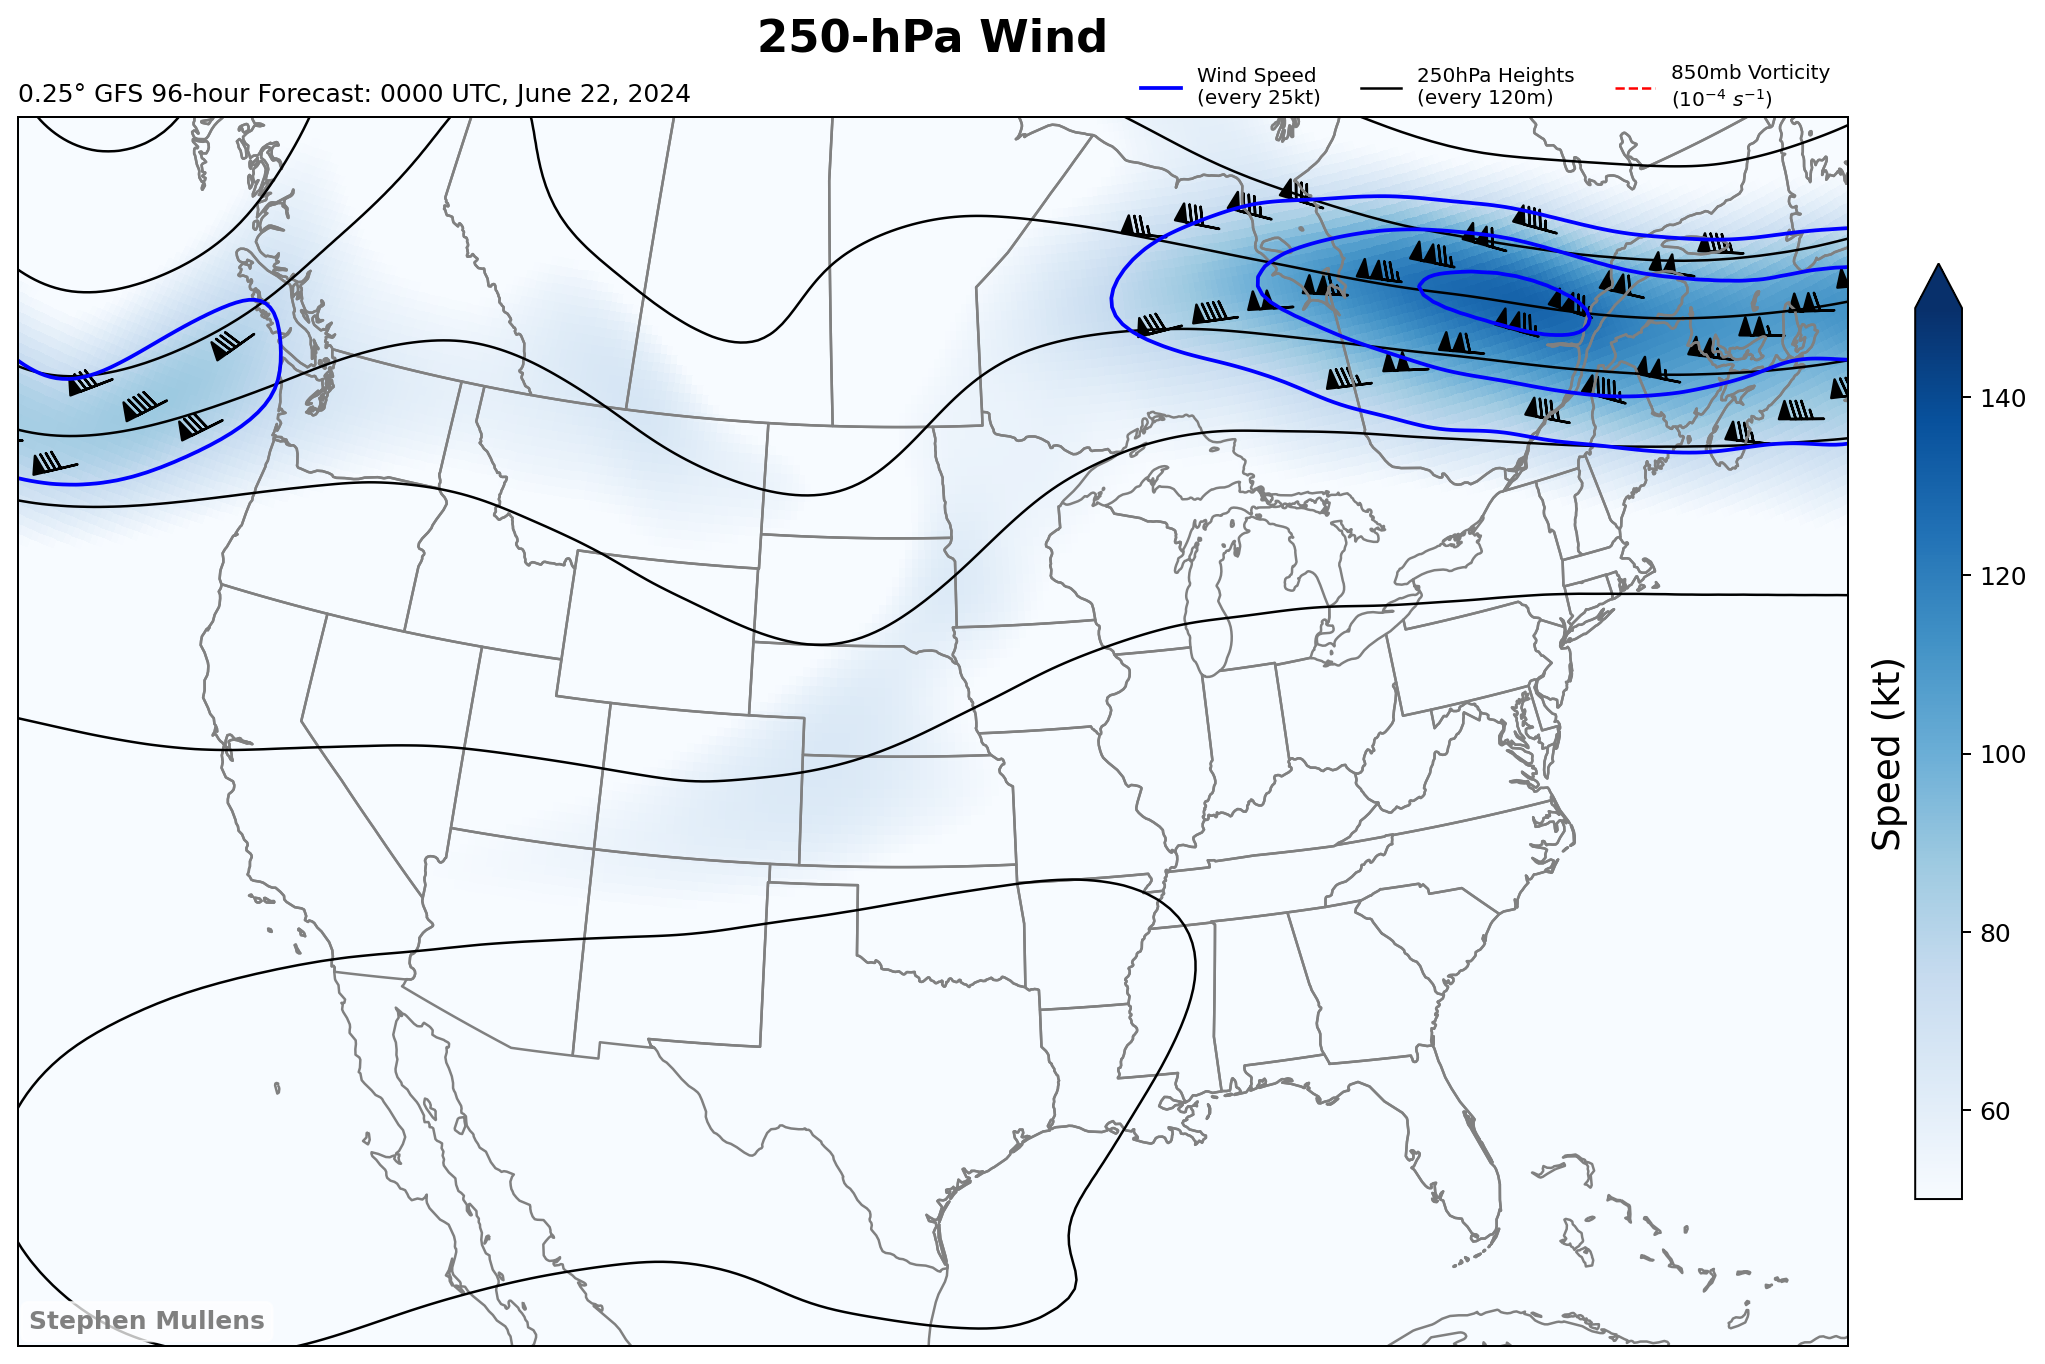 250-hPa Wind
0.25° GFS 96-hour Forecast: 0000 UTC, June 22, 2024
Wind Speed
(every 25kt)
250hPa Heights
(every 120m)
850mb Vorticity
(10⁻⁴ s⁻¹)
140
120
100
80
60
Speed (kt)
Stephen Mullens